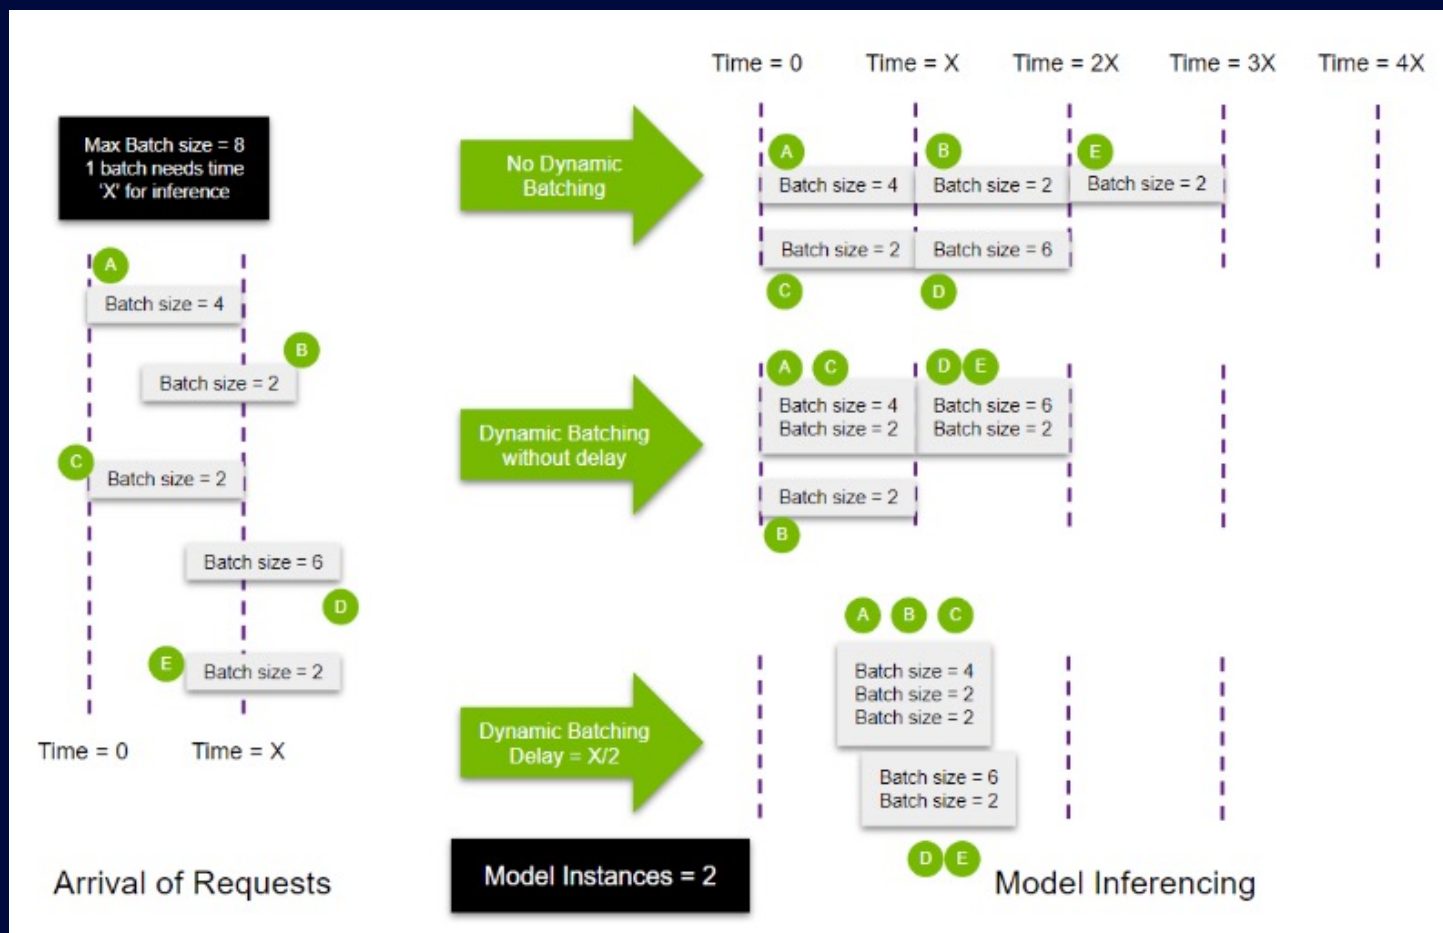 Max Batch size = 8
1 batch needs time
'X' for inference
A
Batch size = 4
B
Batch size = 2
C
Batch size = 2
Batch size = 6
D
E
Batch size = 2
Time = 0
Time = X
Arrival of Requests
No Dynamic
Batching
Dynamic Batching
without delay
Dynamic Batching
Delay = X/2
Model Instances = 2
Time = 0
Time = X
Time = 2X
Time = 3X
Time = 4X
A
B
E
Batch size = 4
Batch size = 2
Batch size = 2
Batch size = 2
Batch size = 6
C
D
A
C
D
E
Batch size = 4
Batch size = 2
Batch size = 6
Batch size = 2
Batch size = 2
B
A
B
C
Batch size = 4
Batch size = 2
Batch size = 2
Batch size = 6
Batch size = 2
D
E
Model Inferencing